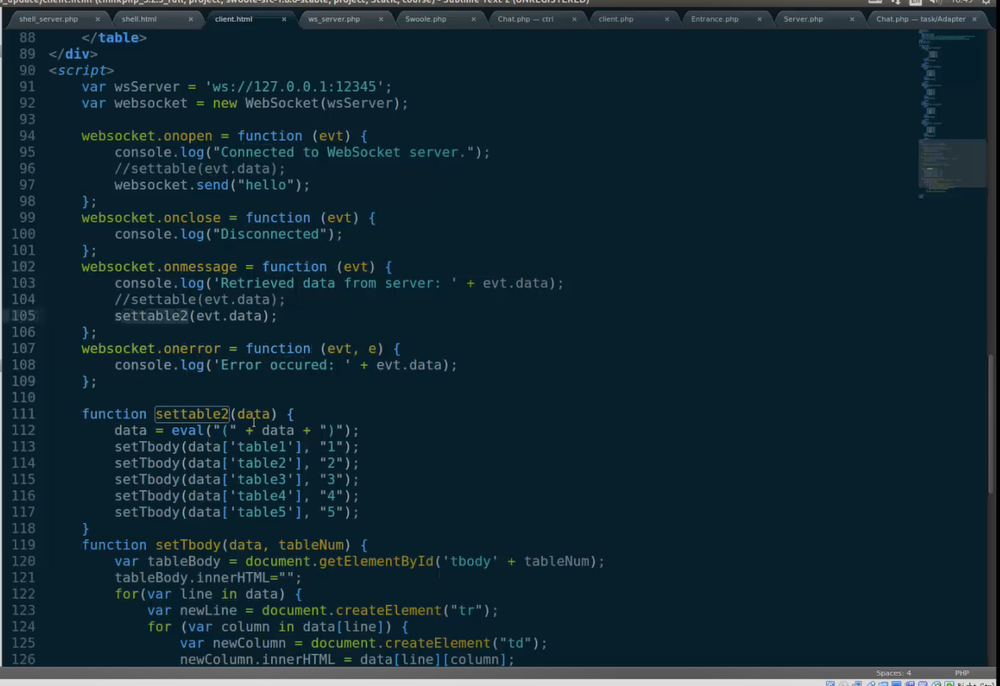 shell_server.php × shell.html × client.html × ws_server.php × Swoole.php × Chat.php — ctrl × client.php × Entrance.php × Server.php × Chat.php — task/Adapter ×
88 </table>
89 </div>
90 <script>
91 var wsServer = 'ws://127.0.0.1:12345';
92 var websocket = new WebSocket(wsServer);
93
94 websocket.onopen = function (evt) {
95 console.log("Connected to WebSocket server.");
96 //settable(evt.data);
97 websocket.send("hello");
98 };
99 websocket.onclose = function (evt) {
100 console.log("Disconnected");
101 };
102 websocket.onmessage = function (evt) {
103 console.log('Retrieved data from server: ' + evt.data);
104 //settable(evt.data);
105 settable2(evt.data);
106 };
107 websocket.onerror = function (evt, e) {
108 console.log('Error occured: ' + evt.data);
109 };
110
111 function settable2(data) {
112 data = eval("(" + data + ")");
113 setTbody(data['table1'], "1");
114 setTbody(data['table2'], "2");
115 setTbody(data['table3'], "3");
116 setTbody(data['table4'], "4");
117 setTbody(data['table5'], "5");
118 }
119 function setTbody(data, tableNum) {
120 var tableBody = document.getElementById('tbody' + tableNum);
121 tableBody.innerHTML="";
122 for(var line in data) {
123 var newLine = document.createElement("tr");
124 for (var column in data[line]) {
125 var newColumn = document.createElement("td");
126 newColumn.innerHTML = data[line][column];
Spaces: 4 PHP
Right Ctrl